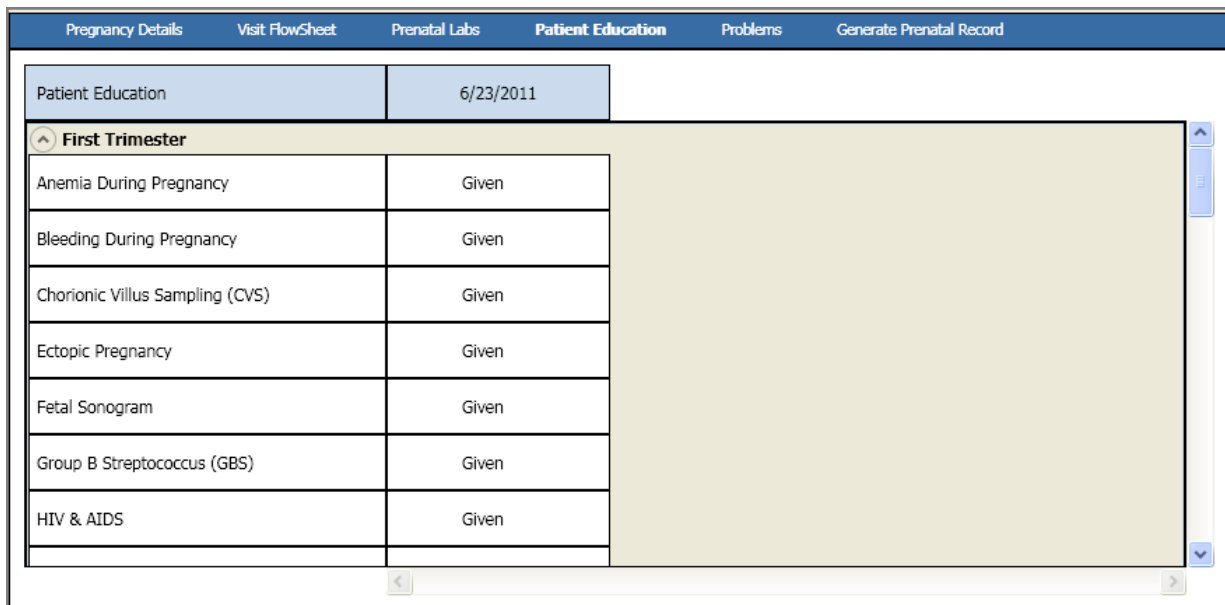 Pregnancy Details Visit FlowSheet Prenatal Labs Patient Education Problems Generate Prenatal Record
Patient Education 6/23/2011
First Trimester
Anemia During Pregnancy Given
Bleeding During Pregnancy Given
Chorionic Villus Sampling (CVS) Given
Ectopic Pregnancy Given
Fetal Sonogram Given
Group B Streptococcus (GBS) Given
HIV & AIDS Given